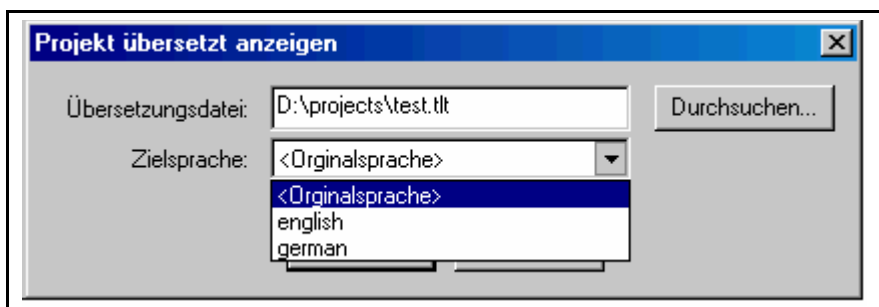 Projekt übersetzt anzeigen
Übersetzungsdatei: D:\projects\test.tlt Durchsuchen...
Zielsprache: <Orginalsprache>
<Orginalsprache>
english
german